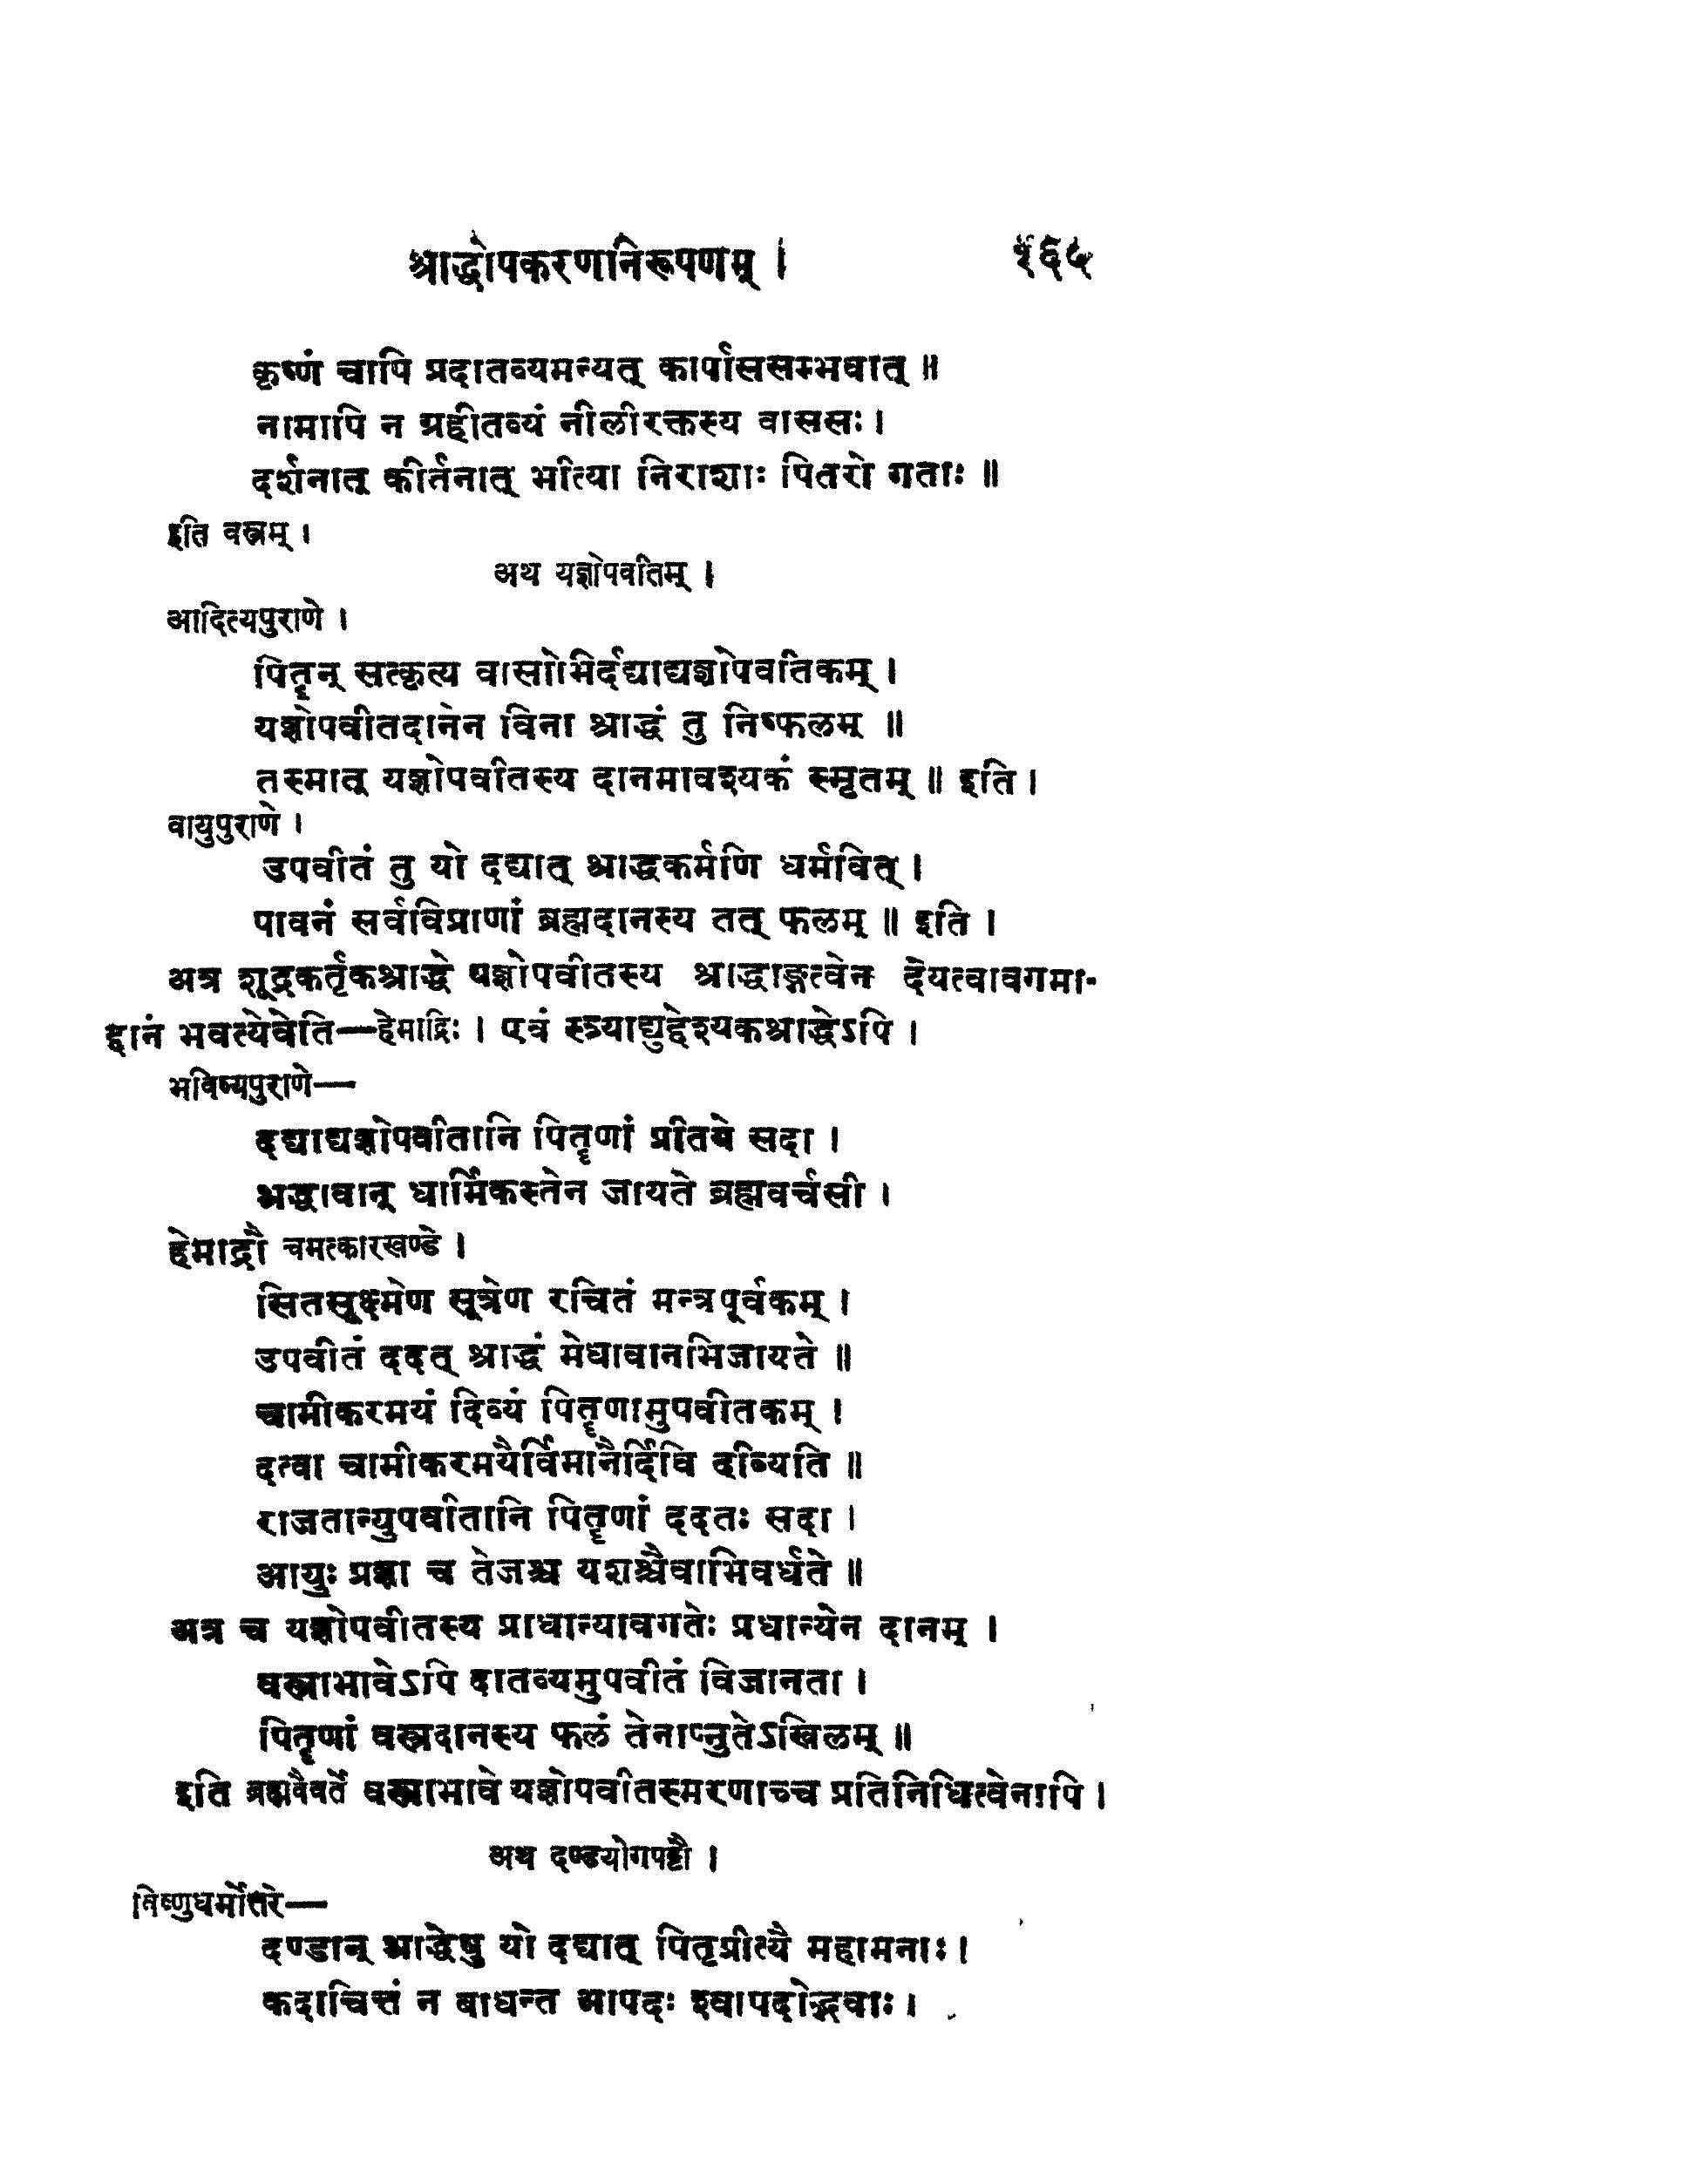 श्राद्धोपकरणनिरूपणम् । १६५
कृष्णं चापि प्रदातव्यमन्यत् कार्पाससम्भवात् ॥
नामापि न ग्रहीतव्यं नीलीरक्तस्य वाससः ।
दर्शनात् कीर्तनात् भीत्या निराशाः पितरो गताः ॥
इति वस्त्रम् ।
अथ यज्ञोपवीतम् ।
आदित्यपुराणे ।
पितॄन् सत्कृत्य वासोभिर्दद्याद्यज्ञोपवीतकम् ।
यज्ञोपवीतदानेन विना श्राद्धं तु निष्फलम् ॥
तस्मात् यज्ञोपवीतस्य दानमावश्यकं स्मृतम् ॥ इति ।
वायुपुराणे ।
उपवीतं तु यो दद्यात् श्राद्धकर्मणि धर्मवित् ।
पावनं सर्वविप्राणां ब्रह्मदानस्य तत् फलम् ॥ इति ।
अत्र शूद्रकर्तृकश्राद्धे यज्ञोपवीतस्य श्राद्धाङ्गत्वेन देयत्वावगमा-
द्दानं भवत्येवेति—हेमाद्रिः । एवं स्त्र्याद्युद्देश्यकश्राद्धेऽपि ।
भविष्यपुराणे—
दद्याद्यज्ञोपवीतानि पितॄणां प्रीतये सदा ।
श्रद्धावान् धार्मिकस्तेन जायते ब्रह्मवर्चसी ।
हेमाद्रौ चमत्कारखण्डे ।
सितसूक्ष्मेण सूत्रेण रचितं मन्त्रपूर्वकम् ।
उपवीतं ददत् श्राद्धं मेधावानभिजायते ॥
चामीकरमयं दिव्यं पितॄणामुपवीतकम् ।
दत्वा चामीकरमयैर्विमानैर्दिवि दीव्यति ॥
राजतान्युपवीतानि पितॄणां ददतः सदा ।
आयुः प्रज्ञा च तेजश्च यशश्चैवाभिवर्धते ॥
अत्र च यज्ञोपवीतस्य प्राधान्यावगतेः प्रधान्येन दानम् ।
वस्त्राभावेऽपि दातव्यमुपवीतं विजानता ।
पितॄणां वस्त्रदानस्य फलं तेनाप्नुतेऽखिलम् ॥
इति ब्रह्मवैवर्ते वस्त्राभावे यज्ञोपवीतस्मरणाच्च प्रतिनिधित्वेनापि ।
अथ दण्डयोगपट्टौ ।
विष्णुधर्मोत्तरे—
दण्डान् श्राद्धेषु यो दद्यात् पितृप्रीत्यै महामनाः ।
कदाचित्तं न बाधन्त आपदः श्वापदोद्भवाः ।